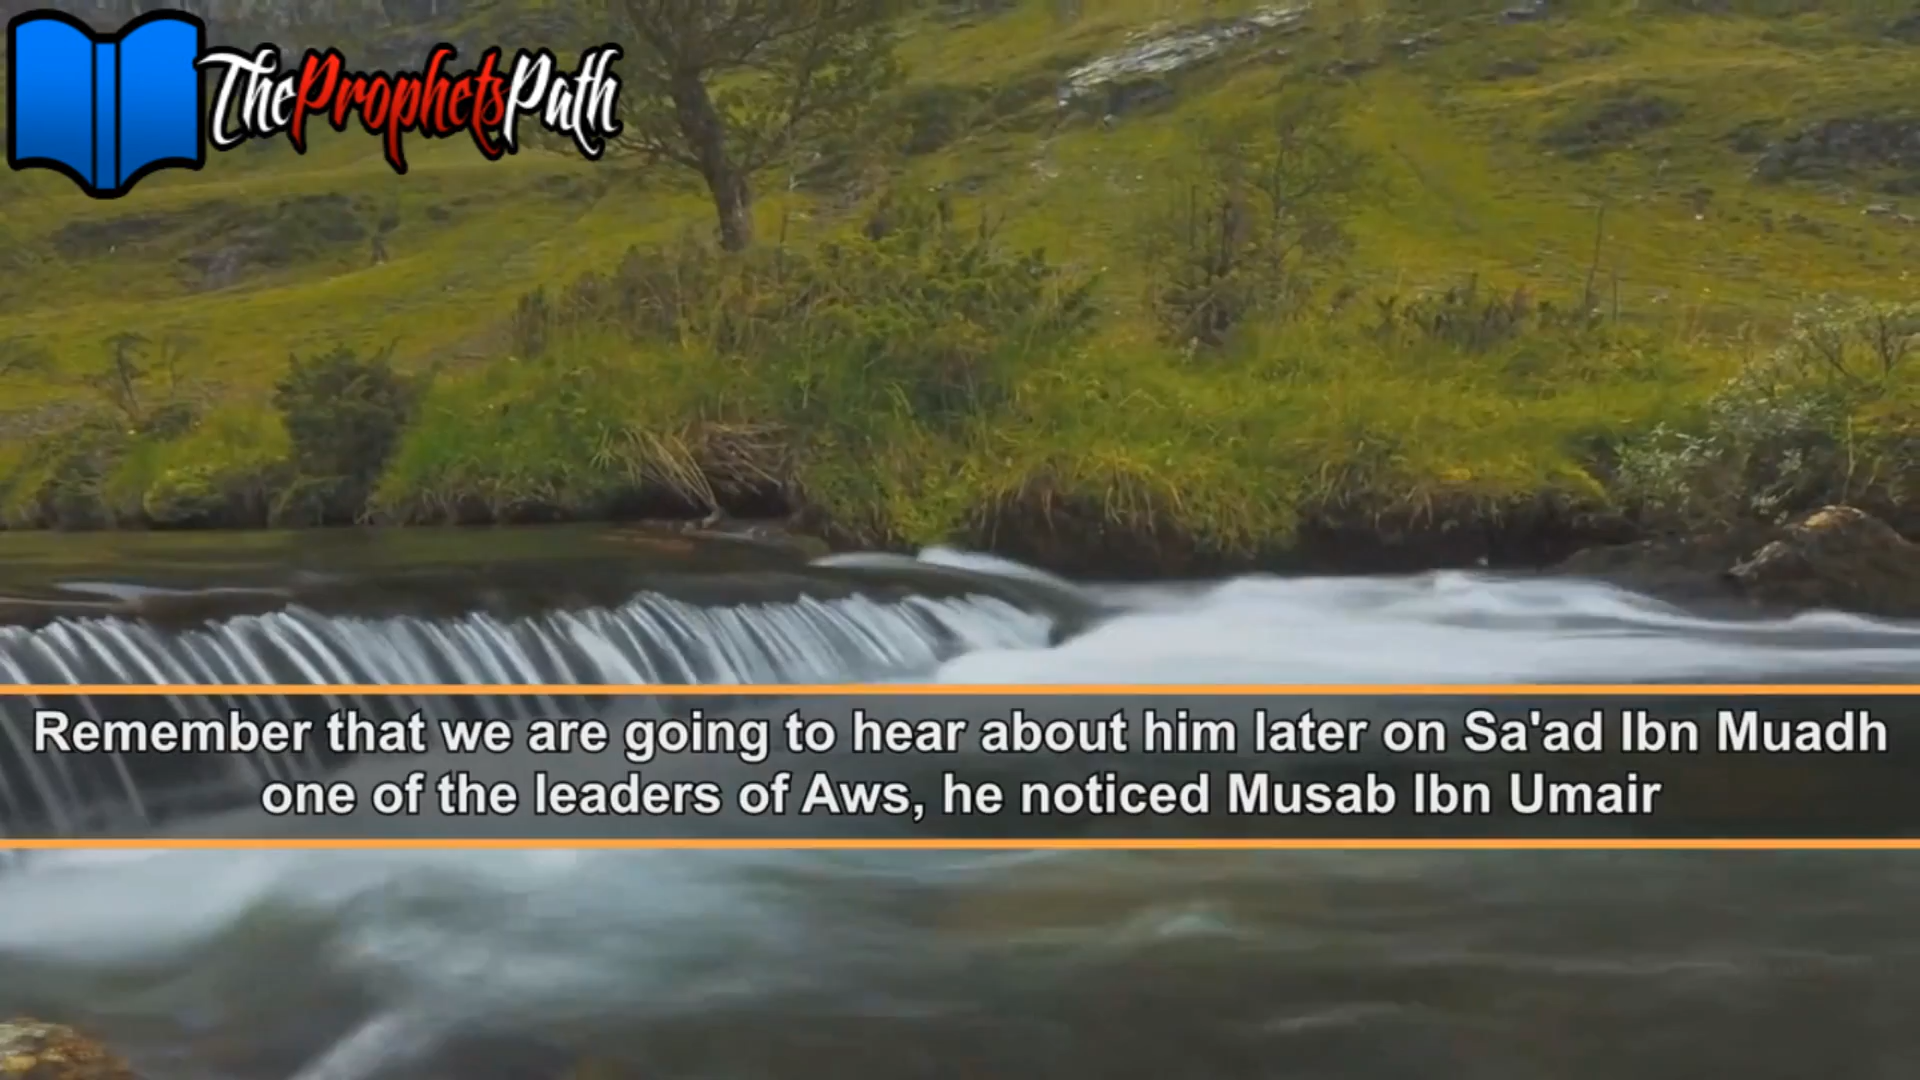 TheProphetsPath
Remember that we are going to hear about him later on Sa'ad Ibn Muadh
one of the leaders of Aws, he noticed Musab Ibn Umair